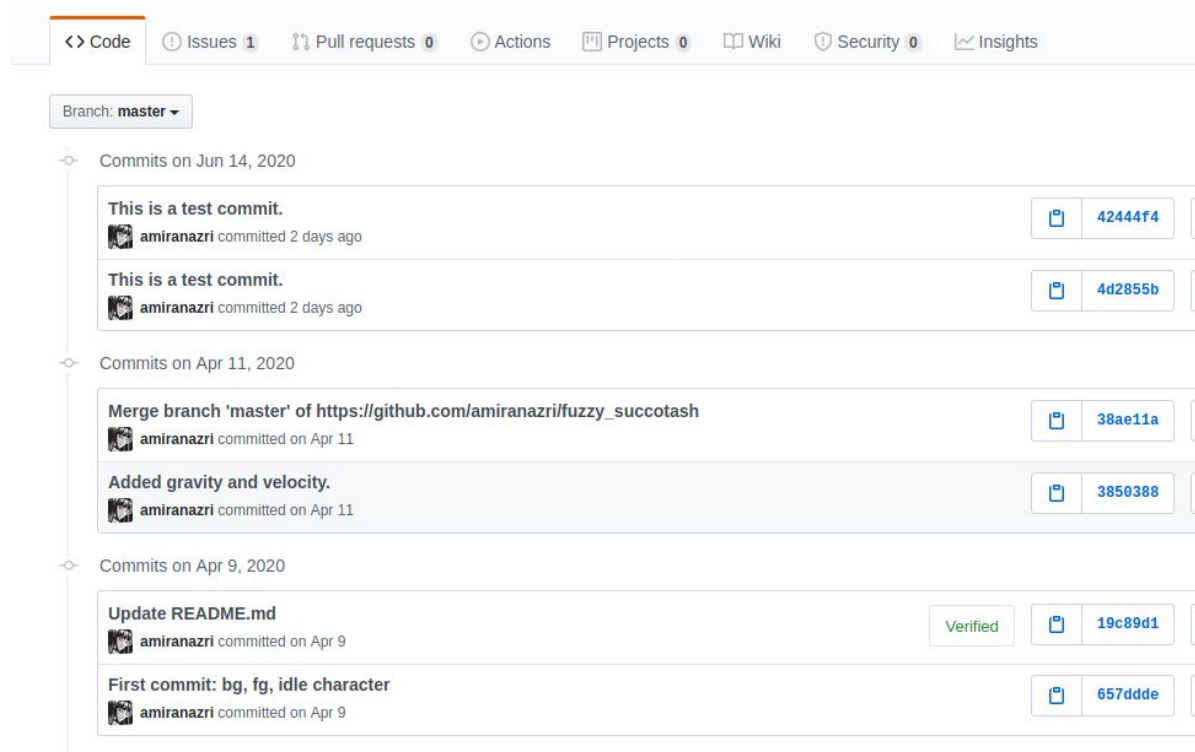 <> Code Issues 1 Pull requests 0 Actions Projects 0 Wiki Security 0 Insights
Branch: master
Commits on Jun 14, 2020
This is a test commit.
42444f4
amiranazri committed 2 days ago
This is a test commit.
4d2855b
amiranazri committed 2 days ago
Commits on Apr 11, 2020
Merge branch 'master' of https://github.com/amiranazri/fuzzy_succotash
38ae11a
amiranazri committed on Apr 11
Added gravity and velocity.
3850388
amiranazri committed on Apr 11
Commits on Apr 9, 2020
Update README.md
Verified 19c89d1
amiranazri committed on Apr 9
First commit: bg, fg, idle character
657ddde
amiranazri committed on Apr 9